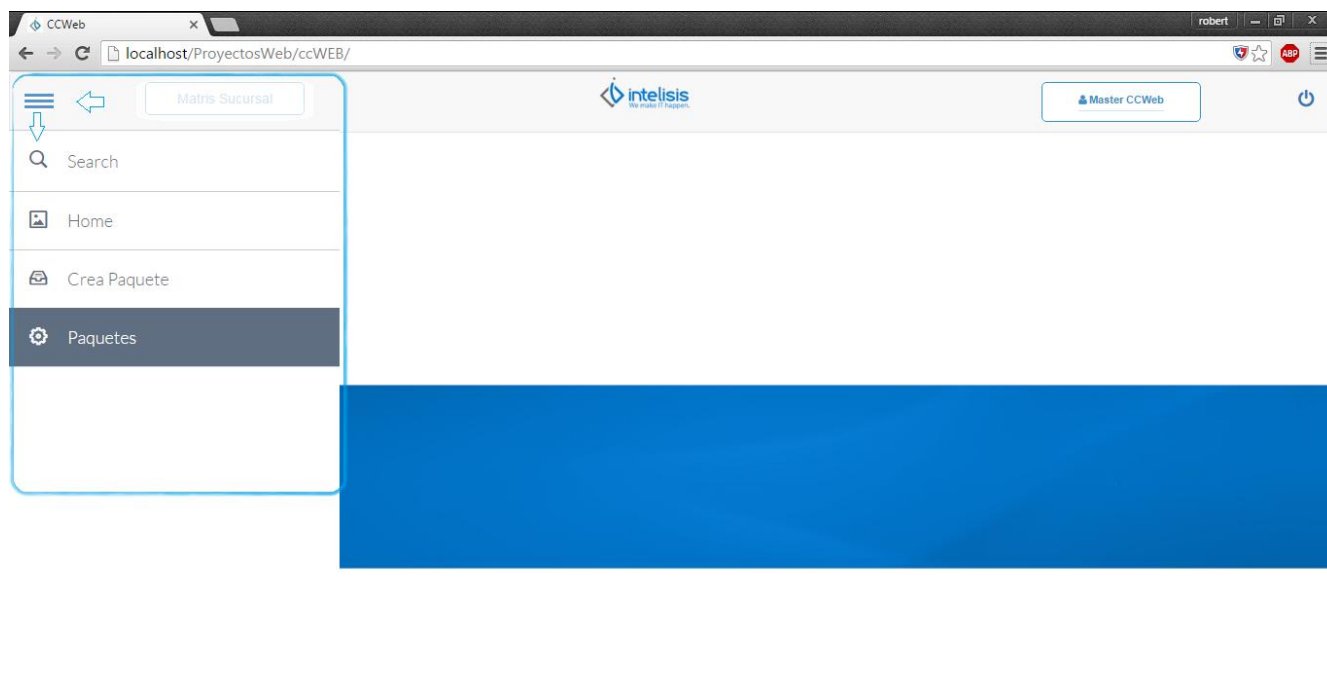 CCWeb
robert
localhost/ProyectosWeb/ccWEB/
ABP
Matris Sucursal
intelisis
We make IT happen.
Master CCWeb
Search
Home
Crea Paquete
Paquetes